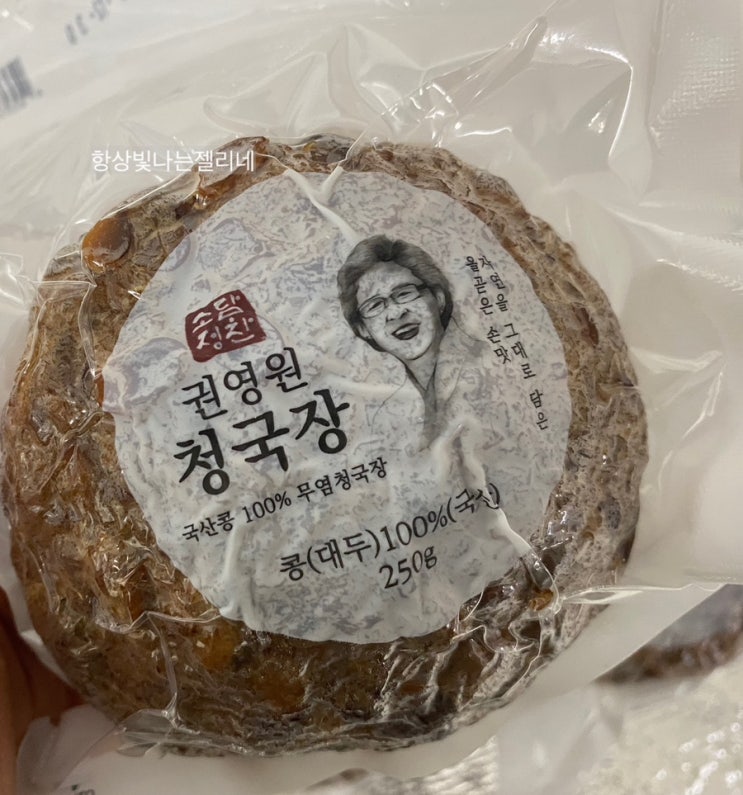 항상빛나는젤리네
소담
정찬
권영원
청국장
국산콩 100% 무염청국장
콩(대두)100%(국산)
250g
자연을 그대로 담은
올곧은 손맛